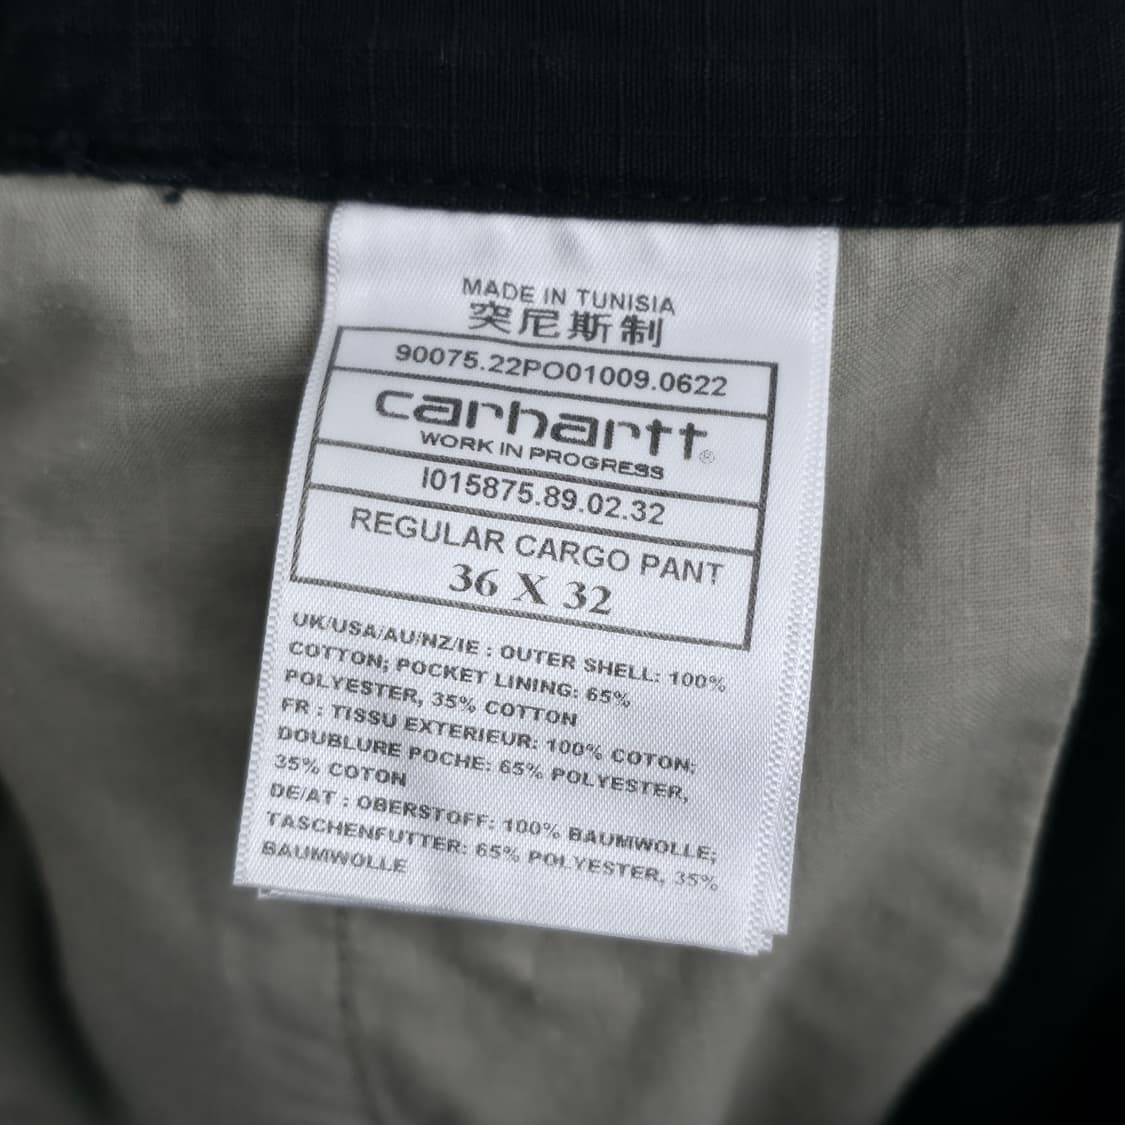 MADE IN TUNISIA
突尼斯制
90075.22PO01009.0622
carhartt®
WORK IN PROGRESS
I015875.89.02.32
REGULAR CARGO PANT
36 X 32
UK/USA/AU/NZ/IE : OUTER SHELL: 100%
COTTON; POCKET LINING: 65%
POLYESTER, 35% COTTON
FR : TISSU EXTERIEUR: 100% COTON;
DOUBLURE POCHE: 65% POLYESTER,
35% COTON
DE/AT : OBERSTOFF: 100% BAUMWOLLE;
TASCHENFUTTER: 65% POLYESTER, 35%
BAUMWOLLE